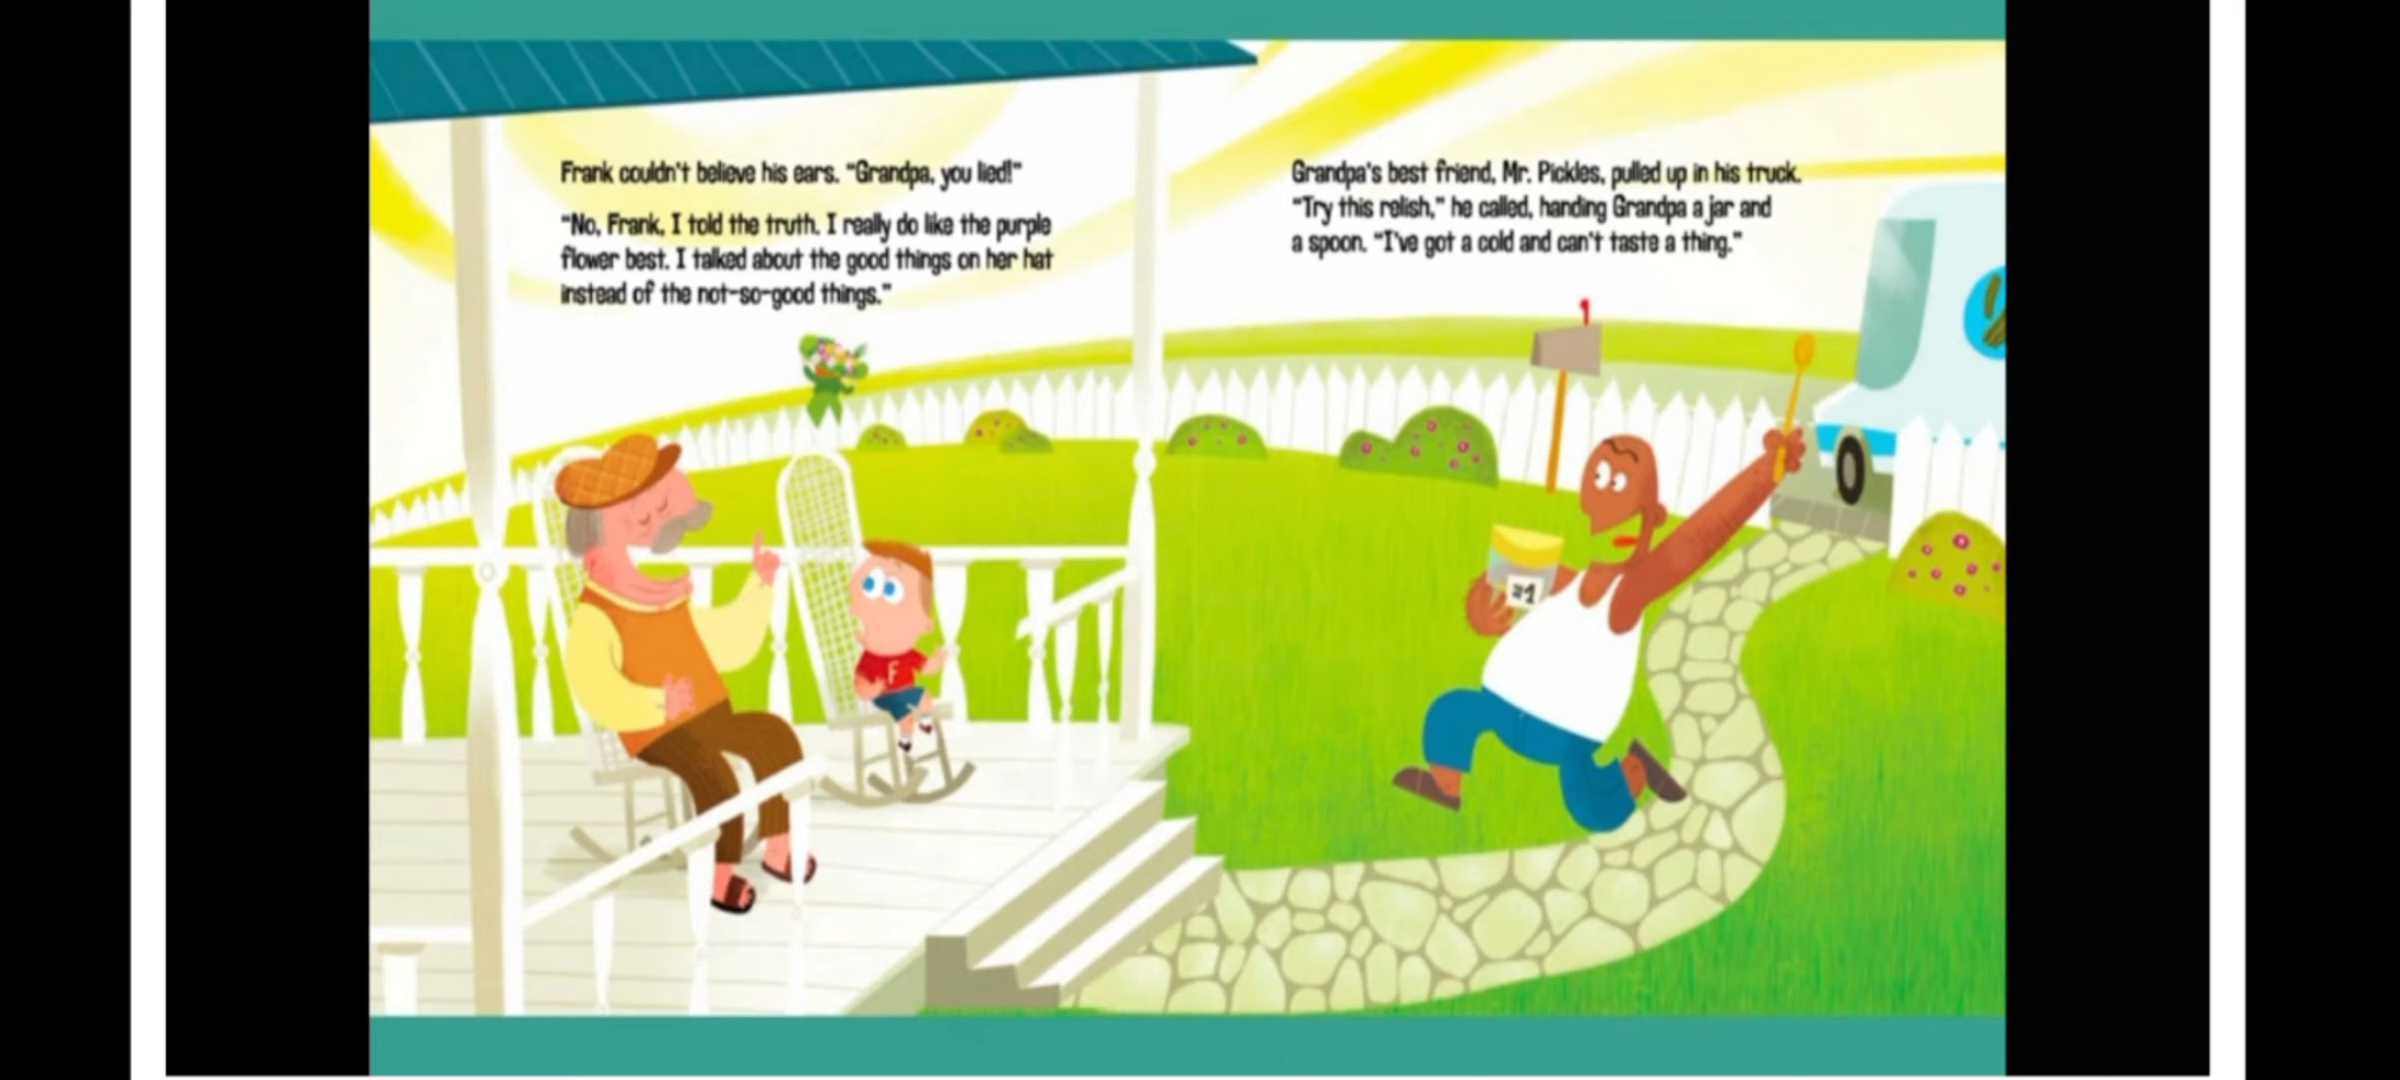 Frank couldn't believe his ears. "Grandpa, you lied!"
"No, Frank, I told the truth. I really do like the purple
flower best. I talked about the good things on her hat
instead of the not-so-good things."
Grandpa's best friend, Mr. Pickles, pulled up in his truck.
"Try this relish," he called, handing Grandpa a jar and
a spoon. "I've got a cold and can't taste a thing."
F
#1